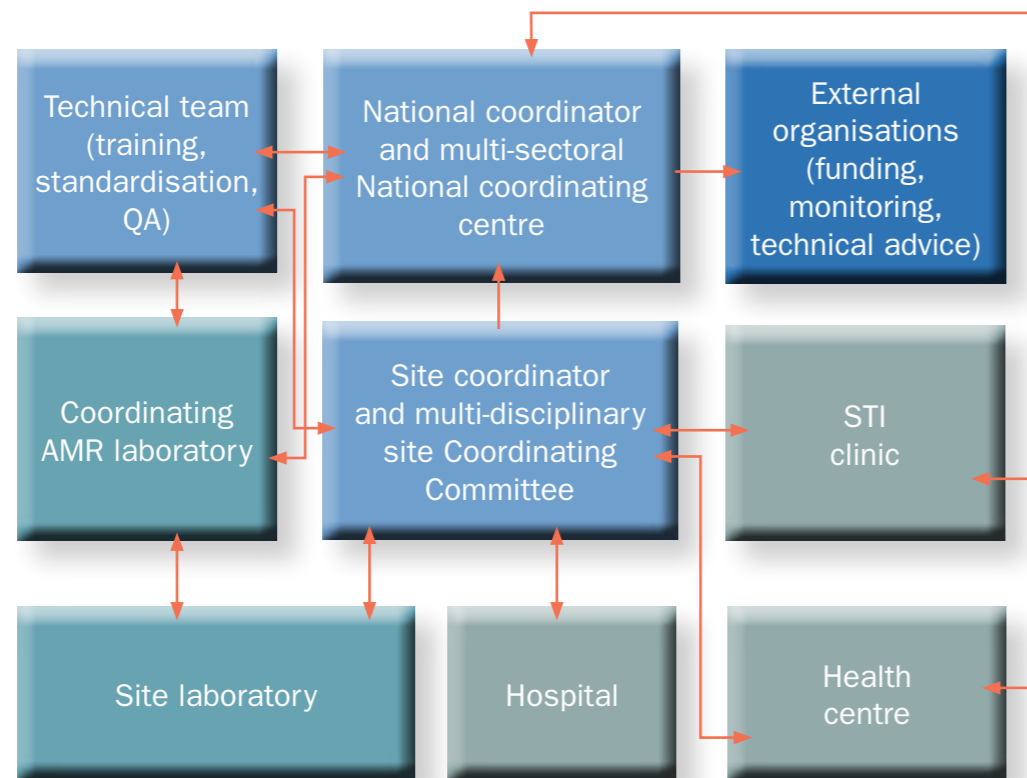 Technical team
(training,
standardisation,
QA)
National coordinator
and multi-sectoral
National coordinating
centre
External
organisations
(funding,
monitoring,
technical advice)
Coordinating
AMR laboratory
Site coordinator
and multi-disciplinary
site Coordinating
Committee
STI
clinic
Site laboratory
Hospital
Health
centre